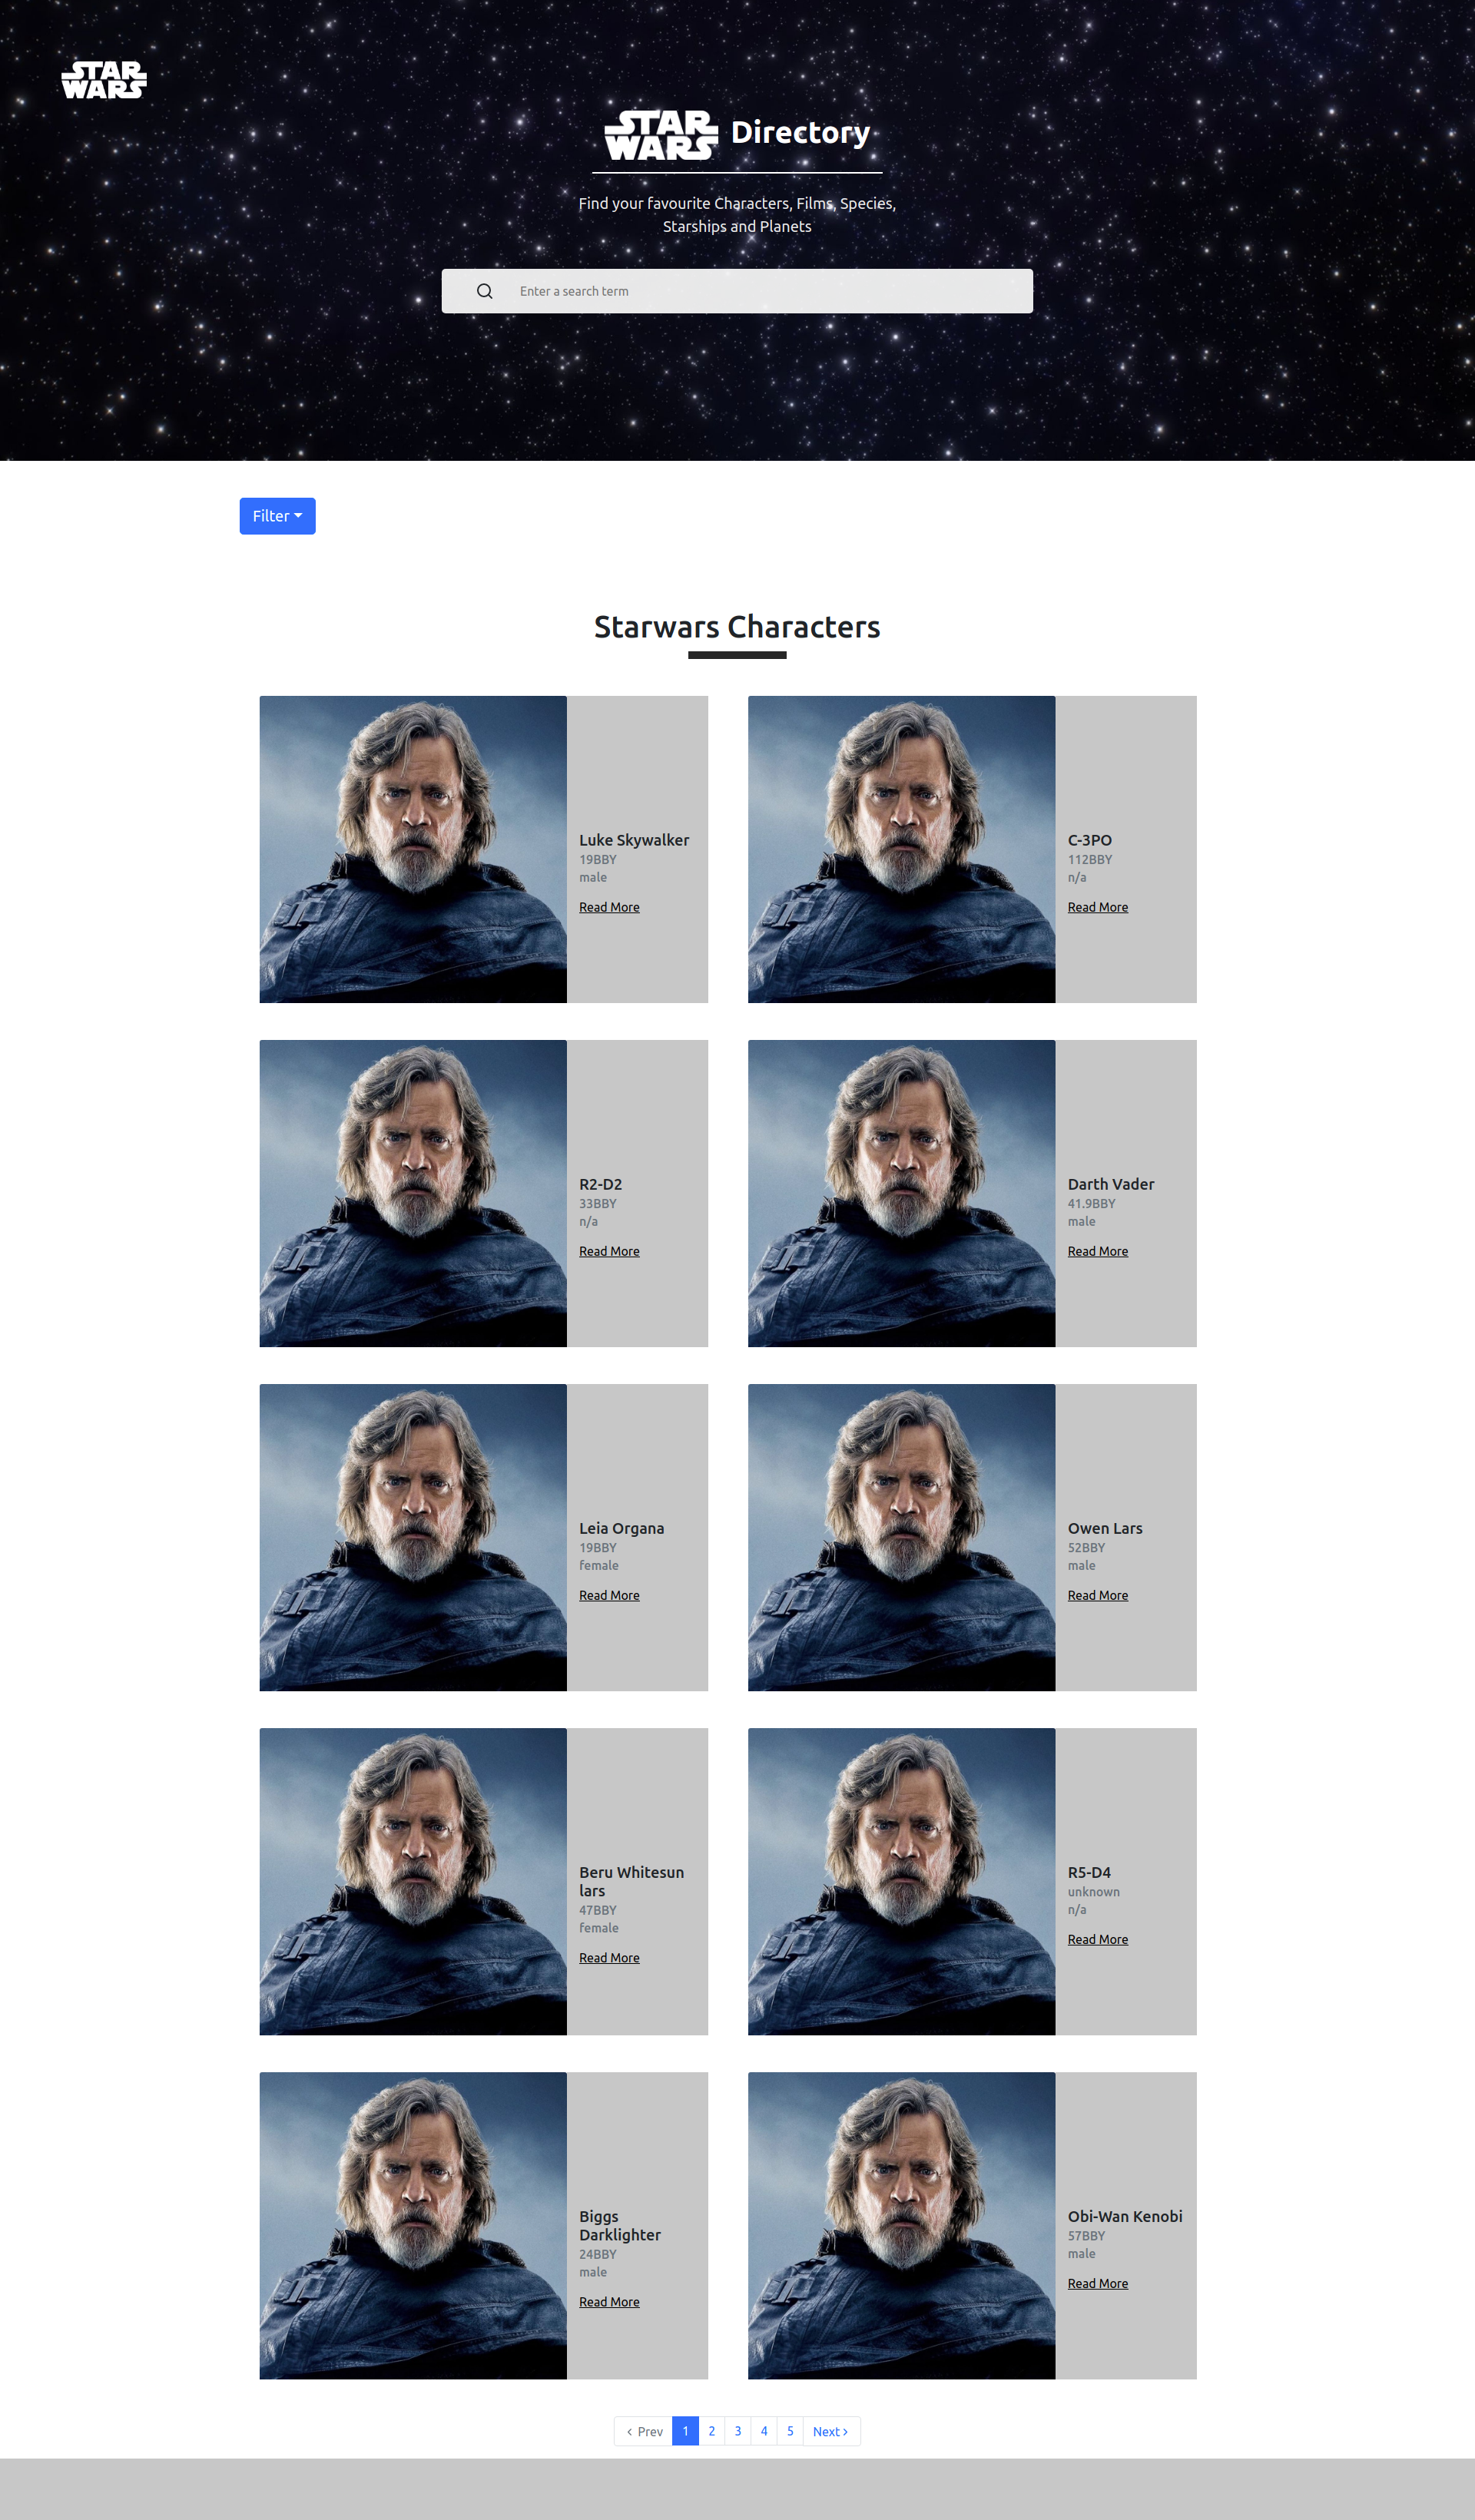 STAR
WARS
STAR
WARS Directory
Find your favourite Characters, Films, Species,
Starships and Planets
Enter a search term
Filter
Starwars Characters
Luke Skywalker
19BBY
male
Read More
C-3PO
112BBY
n/a
Read More
R2-D2
33BBY
n/a
Read More
Darth Vader
41.9BBY
male
Read More
Leia Organa
19BBY
female
Read More
Owen Lars
52BBY
male
Read More
Beru Whitesun
lars
47BBY
female
Read More
R5-D4
unknown
n/a
Read More
Biggs
Darklighter
24BBY
male
Read More
Obi-Wan Kenobi
57BBY
male
Read More
‹ Prev 1 2 3 4 5 Next ›